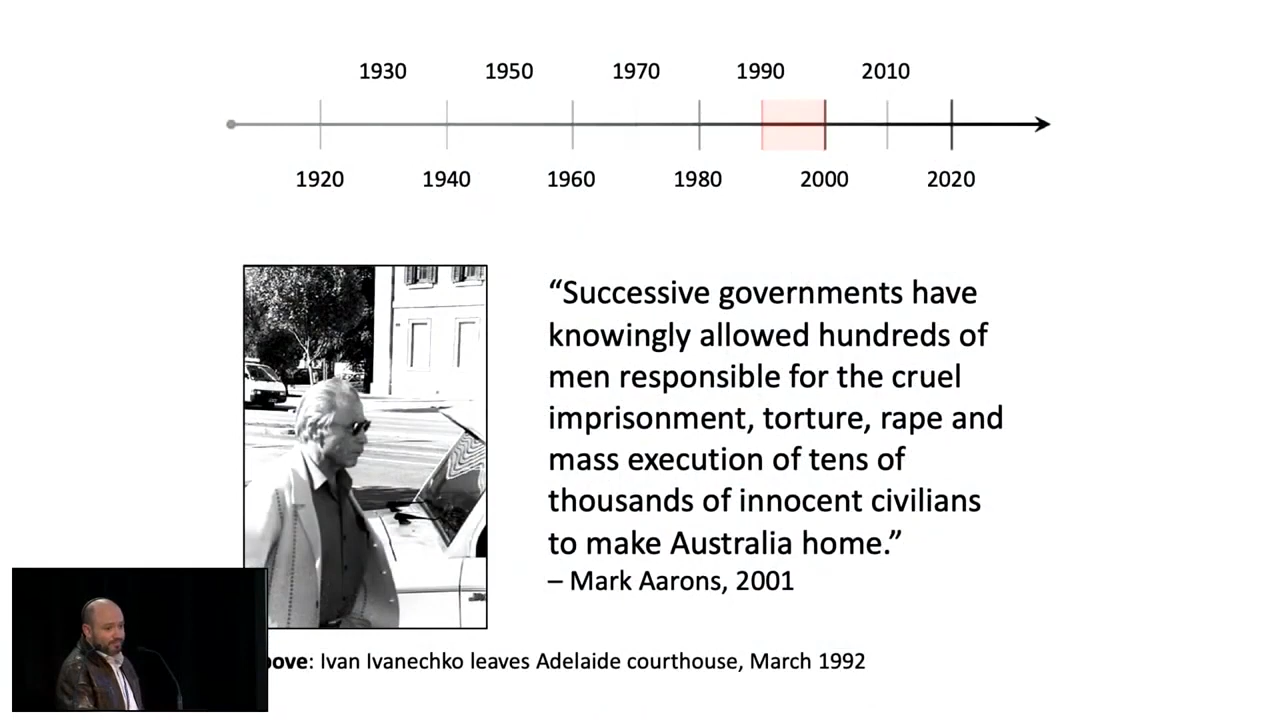 1930 1950 1970 1990 2010
1920 1940 1960 1980 2000 2020
“Successive governments have
knowingly allowed hundreds of
men responsible for the cruel
imprisonment, torture, rape and
mass execution of tens of
thousands of innocent civilians
to make Australia home.”
– Mark Aarons, 2001
ove: Ivan Ivanechko leaves Adelaide courthouse, March 1992